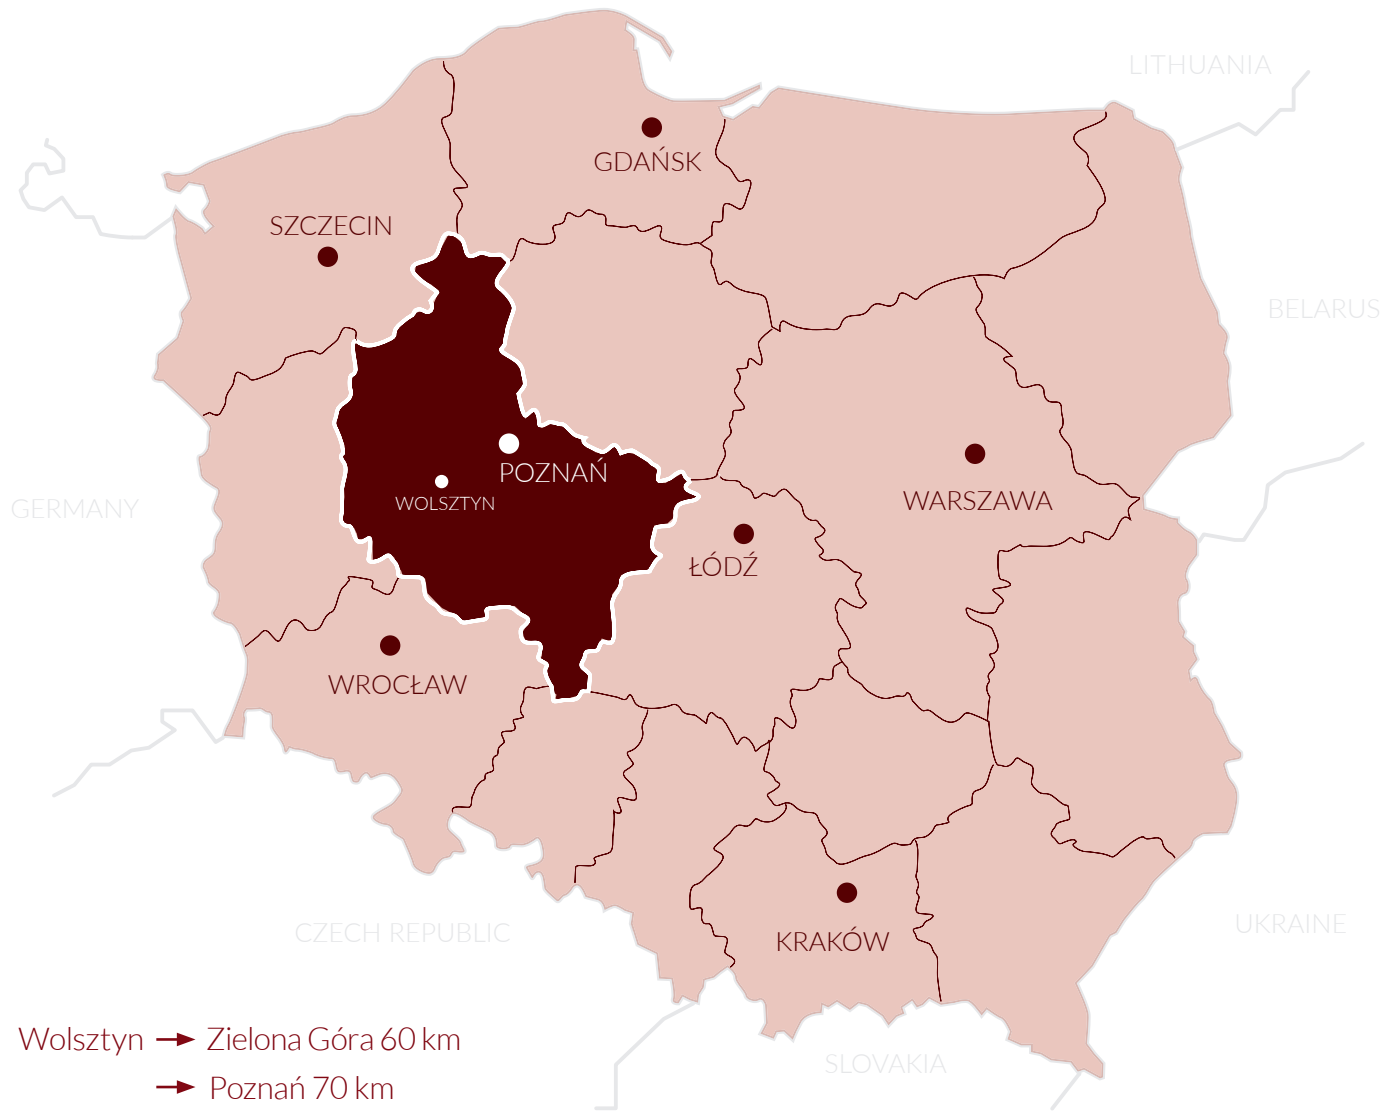 LITHUANIA
GDAŃSK
SZCZECIN
BELARUS
POZNAŃ
WOLSZTYN
WARSZAWA
GERMANY
ŁÓDŹ
WROCŁAW
UKRAINE
CZECH REPUBLIC
KRAKÓW
SLOVAKIA
Wolsztyn → Zielona Góra 60 km
→ Poznań 70 km